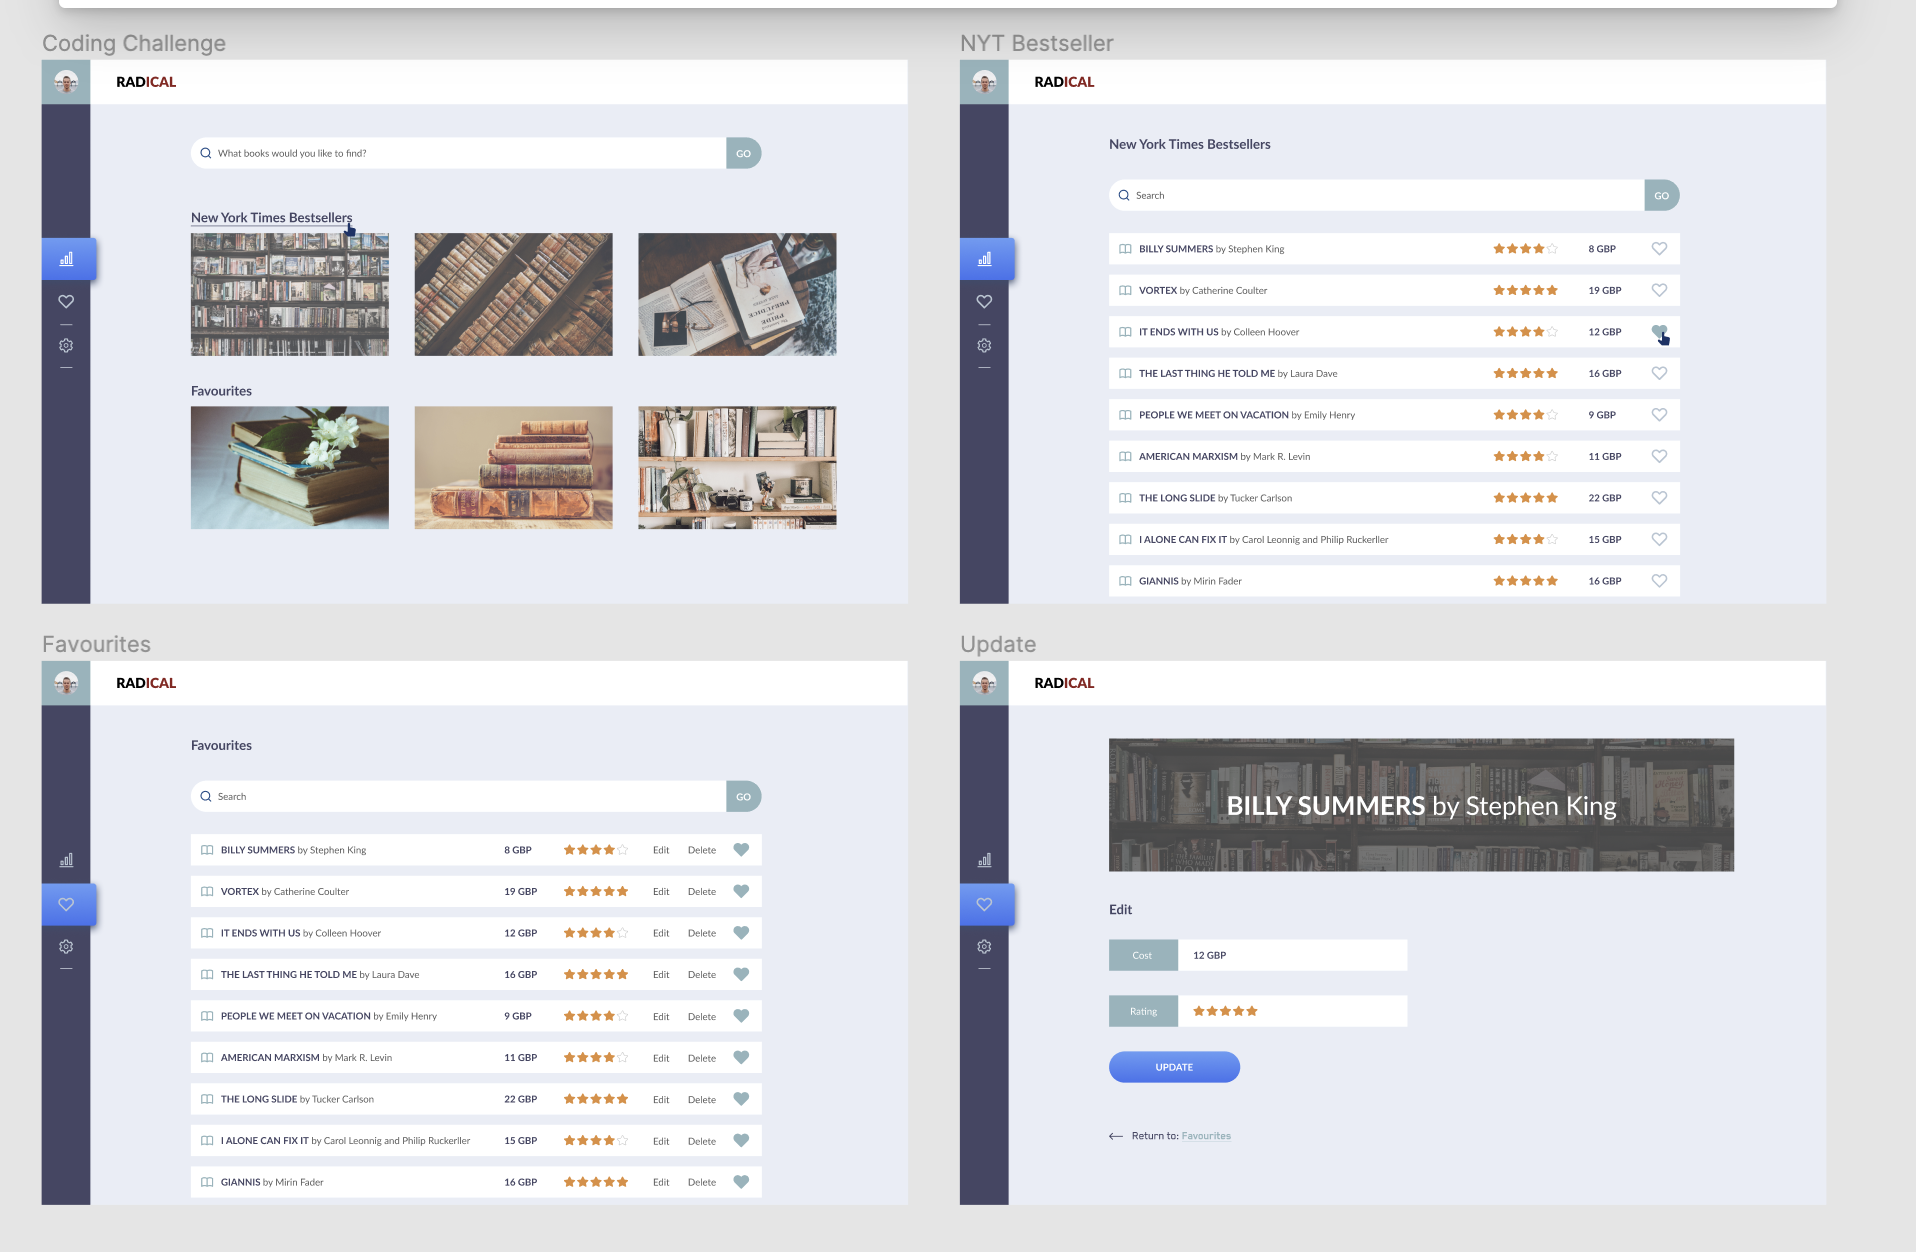 Coding Challenge
RADICAL
What books would you like to find?
GO
New York Times Bestsellers
PRIDE
PREJUDICE
Favourites
NYT Bestseller
RADICAL
New York Times Bestsellers
Search
GO
BILLY SUMMERS by Stephen King 8 GBP
VORTEX by Catherine Coulter 19 GBP
IT ENDS WITH US by Colleen Hoover 12 GBP
THE LAST THING HE TOLD ME by Laura Dave 16 GBP
PEOPLE WE MEET ON VACATION by Emily Henry 9 GBP
AMERICAN MARXISM by Mark R. Levin 11 GBP
THE LONG SLIDE by Tucker Carlson 22 GBP
I ALONE CAN FIX IT by Carol Leonnig and Philip Ruckerller 15 GBP
GIANNIS by Mirin Fader 16 GBP
Favourites
RADICAL
Favourites
Search
GO
BILLY SUMMERS by Stephen King 8 GBP Edit Delete
VORTEX by Catherine Coulter 19 GBP Edit Delete
IT ENDS WITH US by Colleen Hoover 12 GBP Edit Delete
THE LAST THING HE TOLD ME by Laura Dave 16 GBP Edit Delete
PEOPLE WE MEET ON VACATION by Emily Henry 9 GBP Edit Delete
AMERICAN MARXISM by Mark R. Levin 11 GBP Edit Delete
THE LONG SLIDE by Tucker Carlson 22 GBP Edit Delete
I ALONE CAN FIX IT by Carol Leonnig and Philip Ruckerller 15 GBP Edit Delete
GIANNIS by Mirin Fader 16 GBP Edit Delete
Update
RADICAL
BILLY SUMMERS by Stephen King
Edit
Cost 12 GBP
Rating
UPDATE
Return to: Favourites